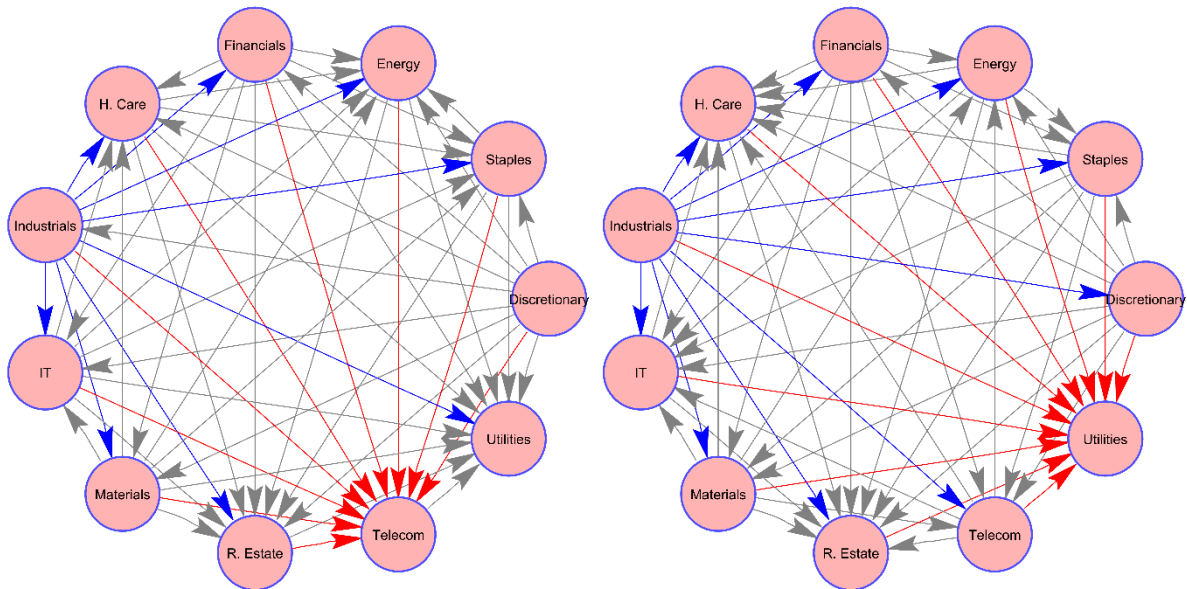 Financials
Energy
H. Care
Staples
Industrials
Discretionary
IT
Utilities
Materials
Telecom
R. Estate
Financials
Energy
H. Care
Staples
Industrials
Discretionary
IT
Utilities
Materials
Telecom
R. Estate